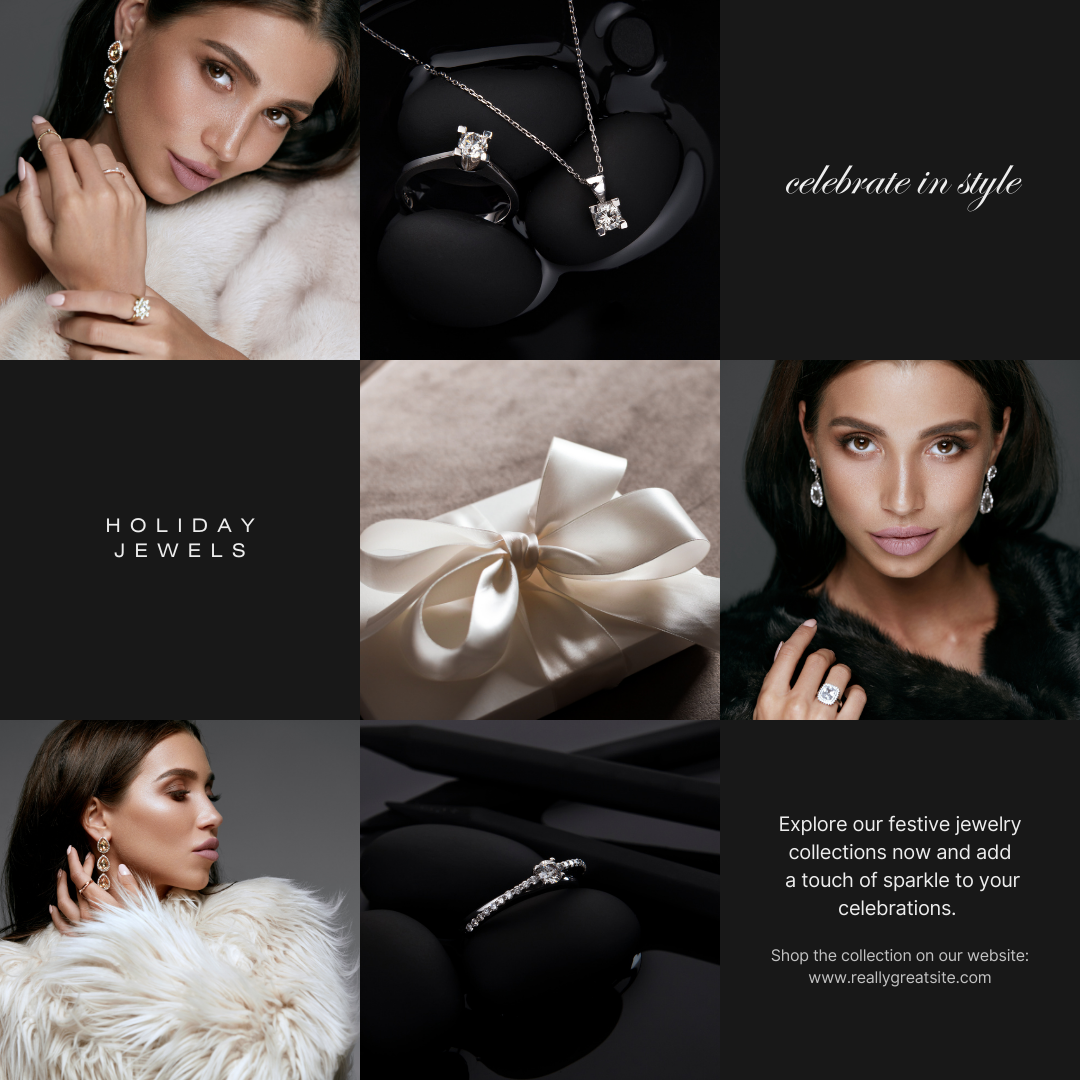 celebrate in style
HOLIDAY
JEWELS
Explore our festive jewelry
collections now and add
a touch of sparkle to your
celebrations.
Shop the collection on our website:
www.reallygreatsite.com